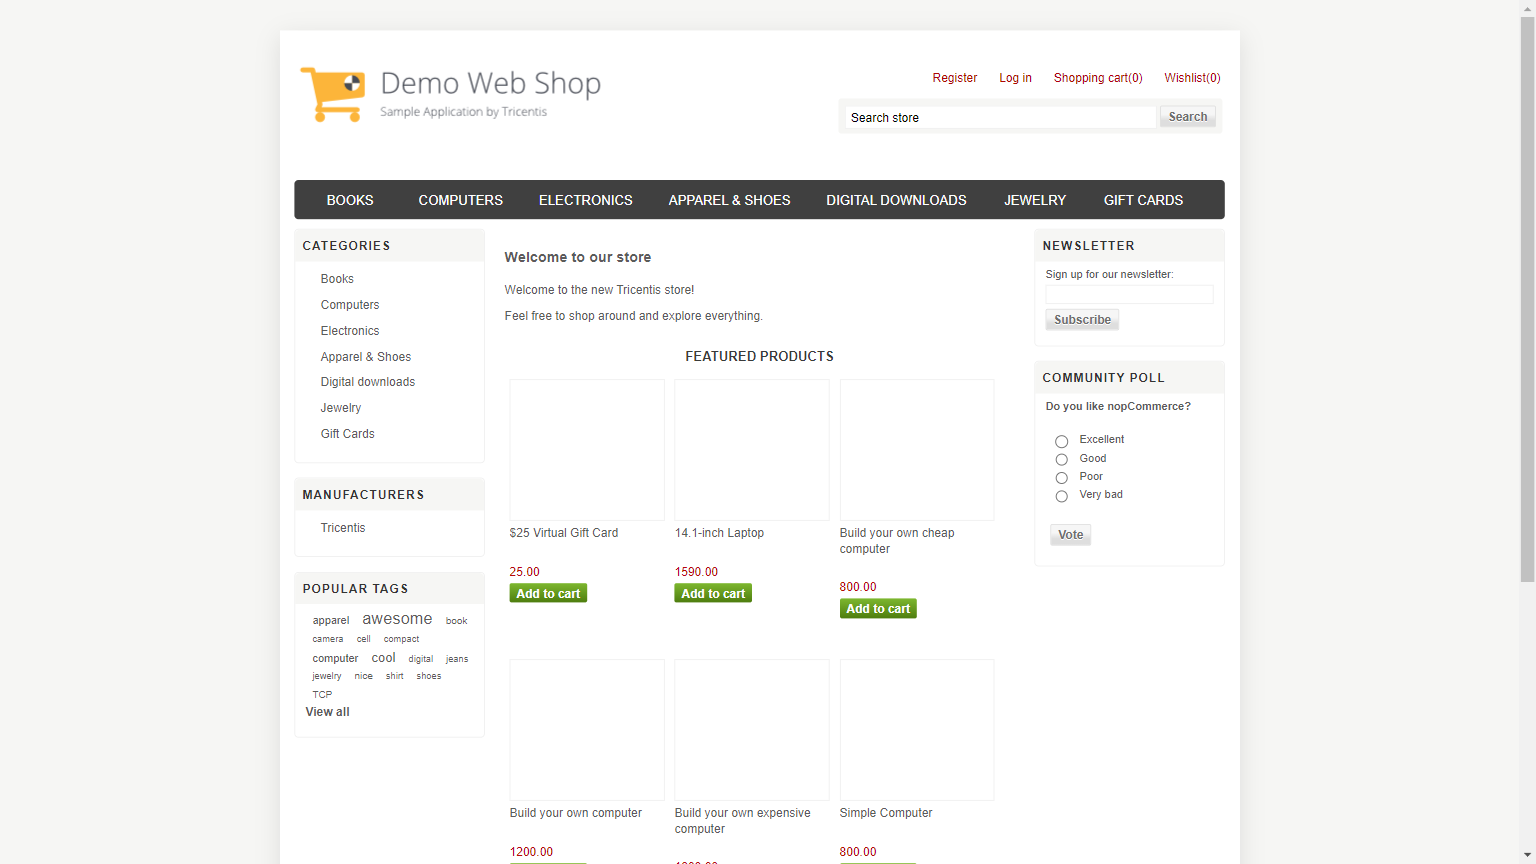 Demo Web Shop
Sample Application by Tricentis
Register Log in Shopping cart(0) Wishlist(0)
Search store Search
BOOKS COMPUTERS ELECTRONICS APPAREL & SHOES DIGITAL DOWNLOADS JEWELRY GIFT CARDS
CATEGORIES
Books
Computers
Electronics
Apparel & Shoes
Digital downloads
Jewelry
Gift Cards
MANUFACTURERS
Tricentis
POPULAR TAGS
apparel awesome book
camera cell compact
computer cool digital jeans
jewelry nice shirt shoes
TCP
View all
Welcome to our store
Welcome to the new Tricentis store!
Feel free to shop around and explore everything.
FEATURED PRODUCTS
$25 Virtual Gift Card
25.00
Add to cart
14.1-inch Laptop
1590.00
Add to cart
Build your own cheap
computer
800.00
Add to cart
Build your own computer
1200.00
Build your own expensive
computer
Simple Computer
800.00
NEWSLETTER
Sign up for our newsletter:
Subscribe
COMMUNITY POLL
Do you like nopCommerce?
Excellent
Good
Poor
Very bad
Vote